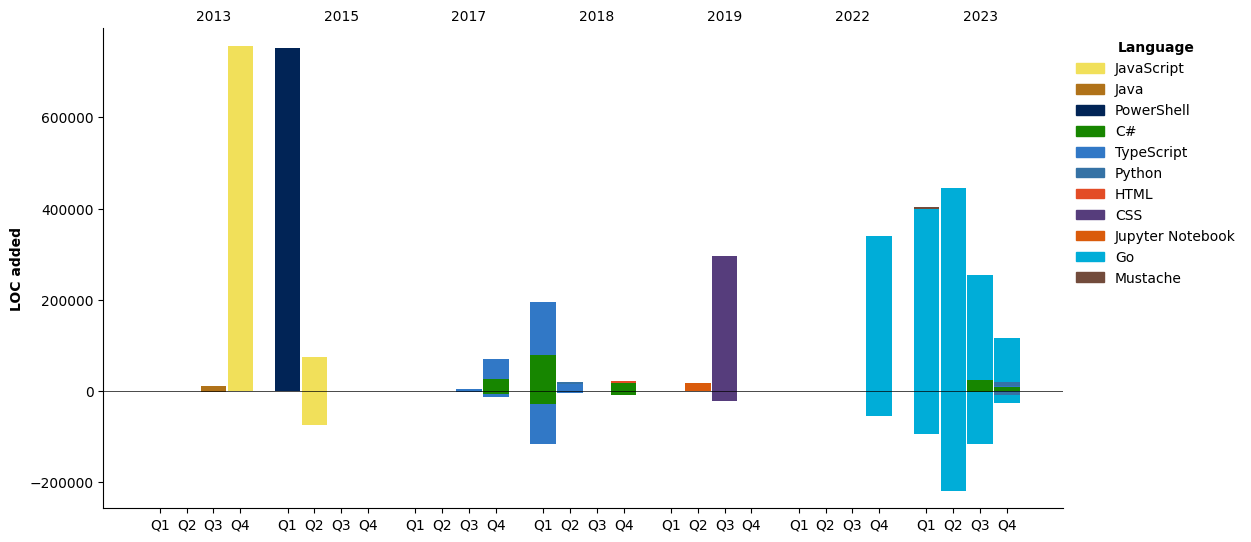 2013 2015 2017 2018 2019 2022 2023
Language
JavaScript
Java
PowerShell
C#
TypeScript
Python
HTML
CSS
Jupyter Notebook
Go
Mustache
LOC added
600000
400000
200000
0
−200000
Q1 Q2 Q3 Q4 Q1 Q2 Q3 Q4 Q1 Q2 Q3 Q4 Q1 Q2 Q3 Q4 Q1 Q2 Q3 Q4 Q1 Q2 Q3 Q4 Q1 Q2 Q3 Q4